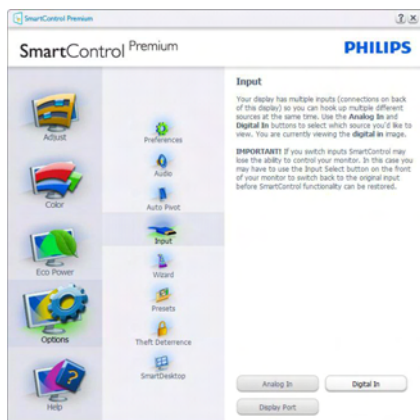 SmartControl Premium
SmartControl Premium
PHILIPS
Adjust
Color
Eco Power
Options
Help
Preferences
Audio
Auto Pivot
Input
Wizard
Presets
Theft Deterrence
SmartDesktop
Input
Your display has multiple inputs (connections on back
of this display) so you can hook up multiple different
sources at the same time. Use the Analog In and
Digital In buttons to select which source you'd like to
view. You are currently viewing the digital in image.
IMPORTANT! If you switch inputs SmartControl may
lose the ability to control your monitor. In this case you
may have to use the Input Select button on the front
of your monitor to switch back to the original input
before SmartControl functionality can be restored.
Analog In
Digital In
Display Port